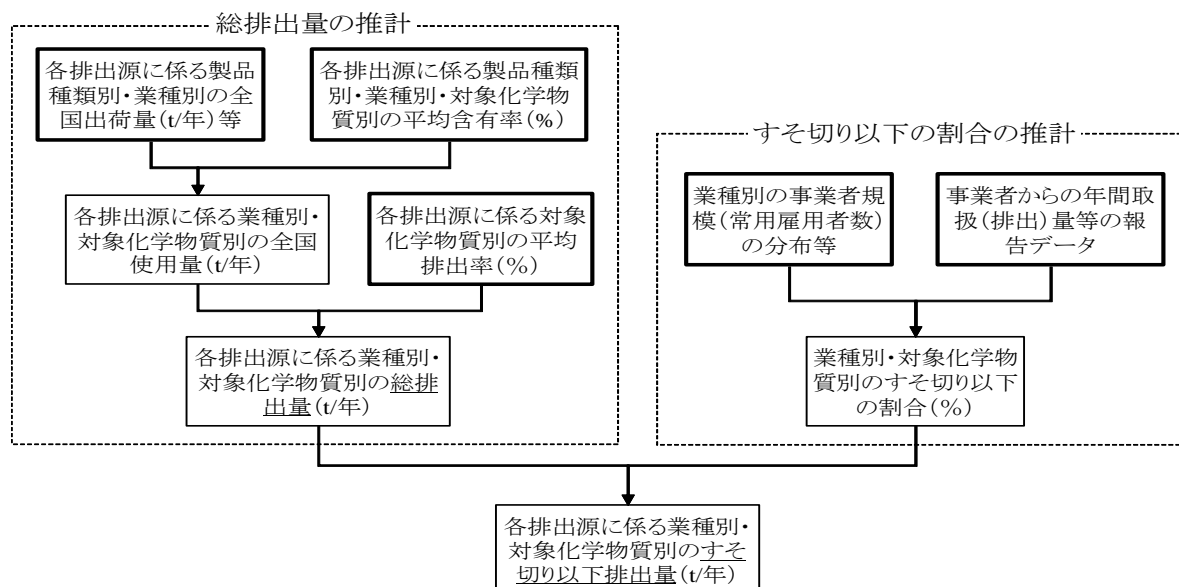 総排出量の推計
各排出源に係る製品
種類別・業種別の全
国出荷量(t/年)等
各排出源に係る製品種類
別・業種別・対象化学物
質別の平均含有率(%)
各排出源に係る業種別・
対象化学物質別の全国
使用量(t/年)
各排出源に係る対象
化学物質別の平均
排出率(%)
各排出源に係る業種別・
対象化学物質別の総排
出量(t/年)
すそ切り以下の割合の推計
業種別の事業者規
模(常用雇用者数)
の分布等
事業者からの年間取
扱(排出)量等の報
告データ
業種別・対象化学物
質別のすそ切り以下
の割合(%)
各排出源に係る業種別・
対象化学物質別のすそ
切り以下排出量(t/年)